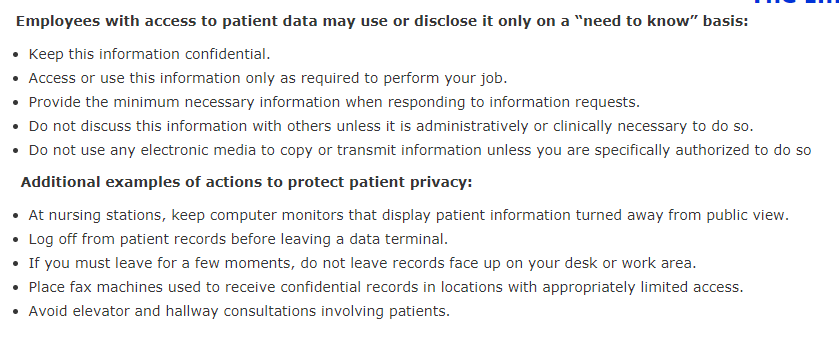 Employees with access to patient data may use or disclose it only on a “need to know” basis:
• Keep this information confidential.
• Access or use this information only as required to perform your job.
• Provide the minimum necessary information when responding to information requests.
• Do not discuss this information with others unless it is administratively or clinically necessary to do so.
• Do not use any electronic media to copy or transmit information unless you are specifically authorized to do so
Additional examples of actions to protect patient privacy:
• At nursing stations, keep computer monitors that display patient information turned away from public view.
• Log off from patient records before leaving a data terminal.
• If you must leave for a few moments, do not leave records face up on your desk or work area.
• Place fax machines used to receive confidential records in locations with appropriately limited access.
• Avoid elevator and hallway consultations involving patients.